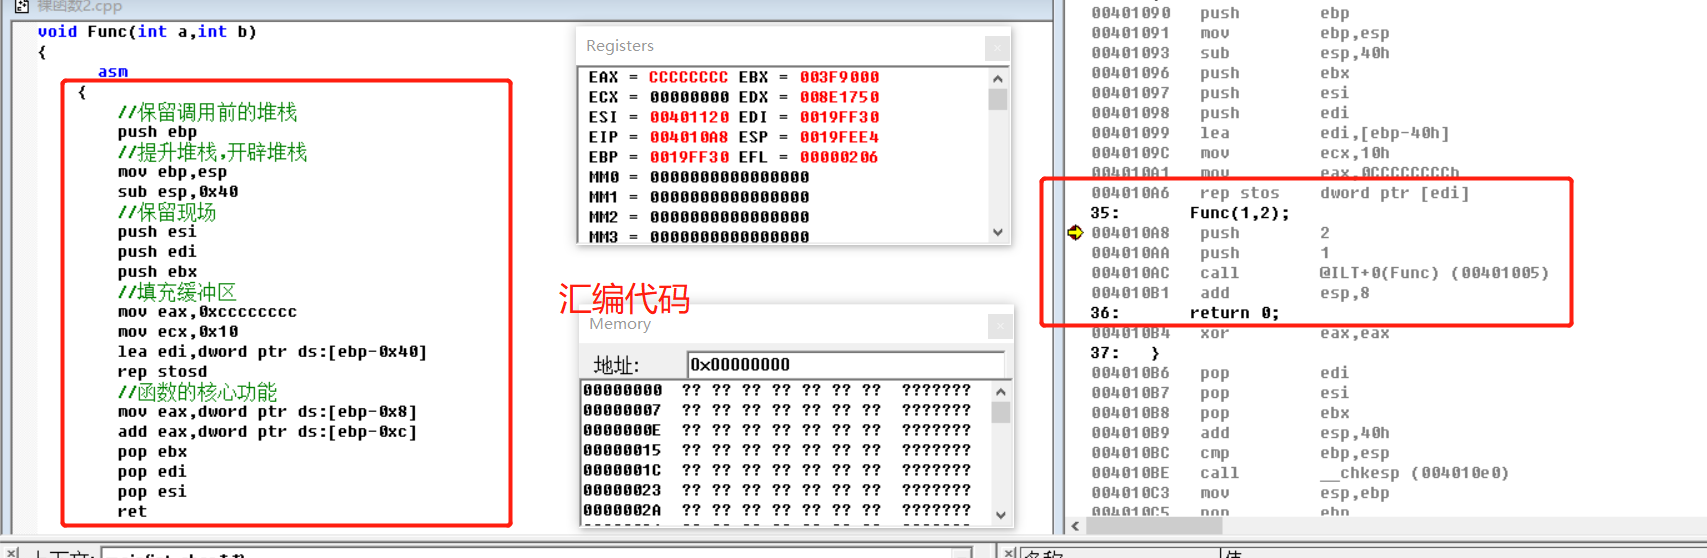 裸函数2.cpp
void Func(int a,int b)
{
asm
{
//保留调用前的堆栈
push ebp
//提升堆栈,开辟堆栈
mov ebp,esp
sub esp,0x40
//保留现场
push esi
push edi
push ebx
//填充缓冲区
mov eax,0xcccccccc
mov ecx,0x10
lea edi,dword ptr ds:[ebp-0x40]
rep stosd
//函数的核心功能
mov eax,dword ptr ds:[ebp-0x8]
add eax,dword ptr ds:[ebp-0xc]
pop ebx
pop edi
pop esi
ret
Registers
EAX = CCCCCCCC EBX = 003F9000
ECX = 00000000 EDX = 008E1750
ESI = 00401120 EDI = 0019FF30
EIP = 004010A8 ESP = 0019FEE4
EBP = 0019FF30 EFL = 00000206
MM0 = 0000000000000000
MM1 = 0000000000000000
MM2 = 0000000000000000
MM3 = 0000000000000000
汇编代码
Memory
地址: 0x00000000
00000000 ?? ?? ?? ?? ?? ?? ?? ???????
00000007 ?? ?? ?? ?? ?? ?? ?? ???????
0000000E ?? ?? ?? ?? ?? ?? ?? ???????
00000015 ?? ?? ?? ?? ?? ?? ?? ???????
0000001C ?? ?? ?? ?? ?? ?? ?? ???????
00000023 ?? ?? ?? ?? ?? ?? ?? ???????
0000002A ?? ?? ?? ?? ?? ?? ?? ???????
00401090 push ebp
00401091 mov ebp,esp
00401093 sub esp,40h
00401096 push ebx
00401097 push esi
00401098 push edi
00401099 lea edi,[ebp-40h]
0040109C mov ecx,10h
004010A1 mov eax,0CCCCCCCCh
004010A6 rep stos dword ptr [edi]
35: Func(1,2);
004010A8 push 2
004010AA push 1
004010AC call @ILT+0(Func) (00401005)
004010B1 add esp,8
36: return 0;
004010B4 xor eax,eax
37: }
004010B6 pop edi
004010B7 pop esi
004010B8 pop ebx
004010B9 add esp,40h
004010BC cmp ebp,esp
004010BE call __chkesp (004010e0)
004010C3 mov esp,ebp
004010C5 pop ebp
上下文:
名称 值